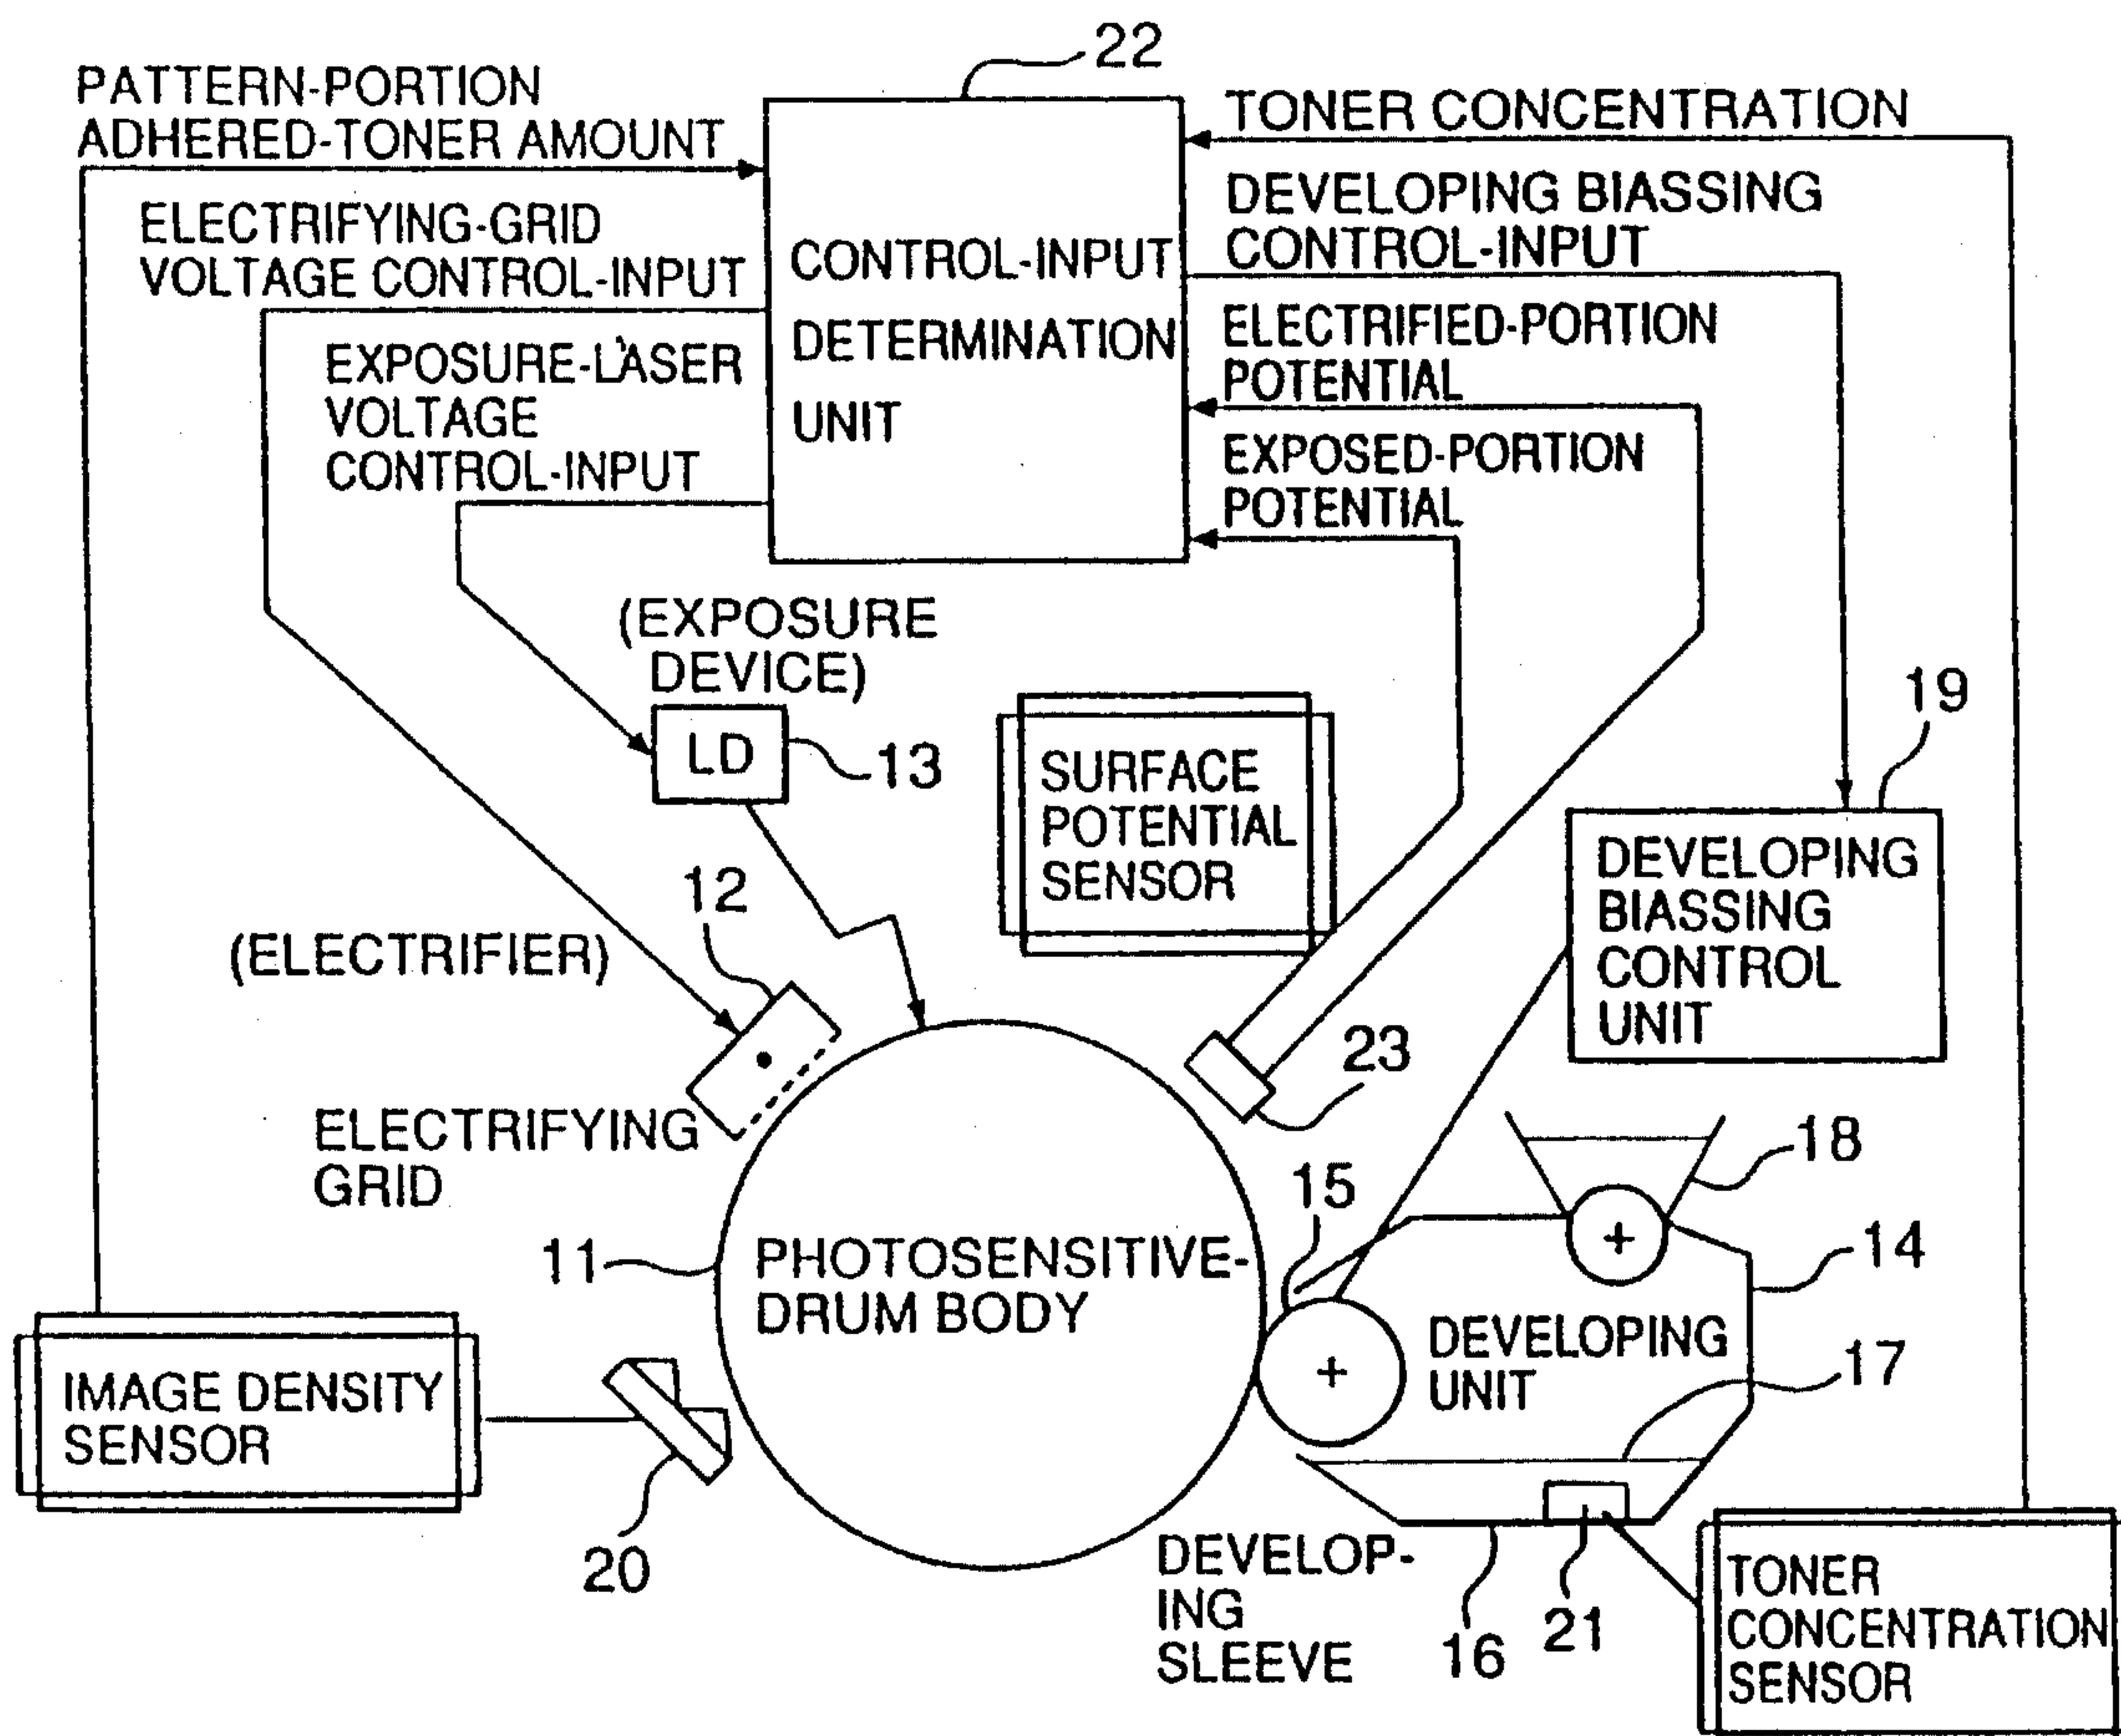 22
PATTERN-PORTION
ADHERED-TONER AMOUNT
TONER CONCENTRATION
ELECTRIFYING-GRID
VOLTAGE CONTROL-INPUT
DEVELOPING BIASSING
CONTROL-INPUT
CONTROL-INPUT
DETERMINATION
UNIT
EXPOSURE-LASER
VOLTAGE
CONTROL-INPUT
ELECTRIFIED-PORTION
POTENTIAL
EXPOSED-PORTION
POTENTIAL
(EXPOSURE
DEVICE)
LD
13
SURFACE
POTENTIAL
SENSOR
19
DEVELOPING
BIASSING
CONTROL
UNIT
12
(ELECTRIFIER)
23
ELECTRIFYING
GRID
18
15
14
11
PHOTOSENSITIVE-
DRUM BODY
+
+
DEVELOPING
UNIT
17
IMAGE DENSITY
SENSOR
20
DEVELOP-
ING
SLEEVE
16
21
TONER
CONCENTRATION
SENSOR